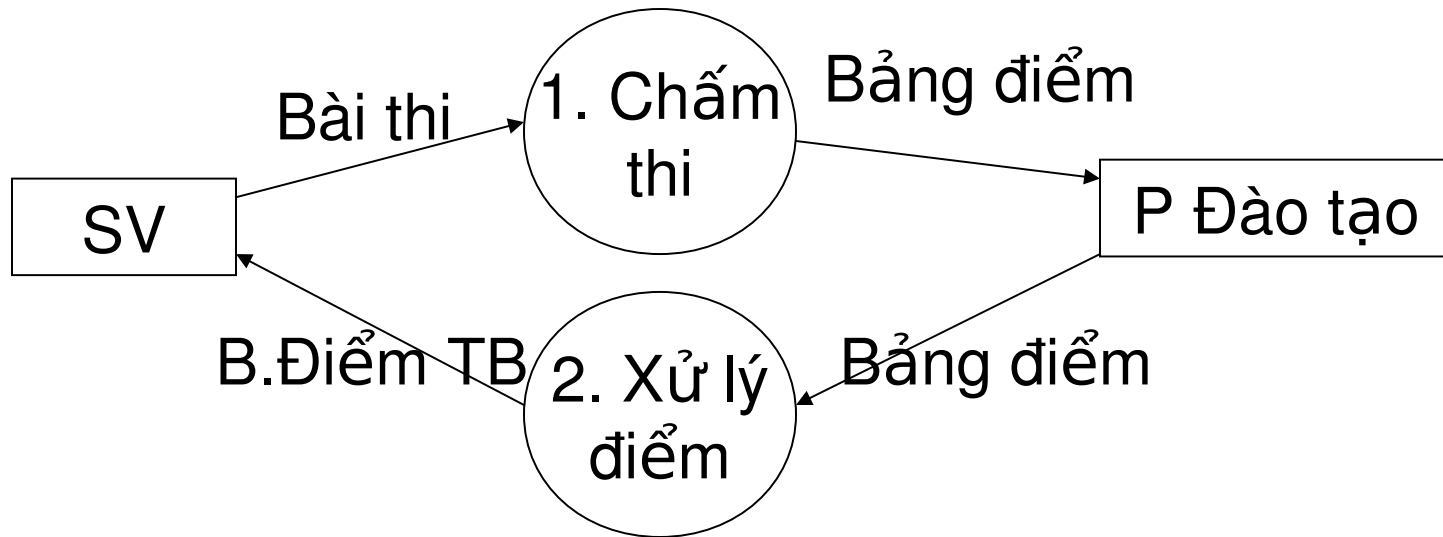 Bài thi
1. Chấm
thi
Bảng điểm
SV
P Đào tạo
B.Điểm TB
2. Xử lý
điểm
Bảng điểm